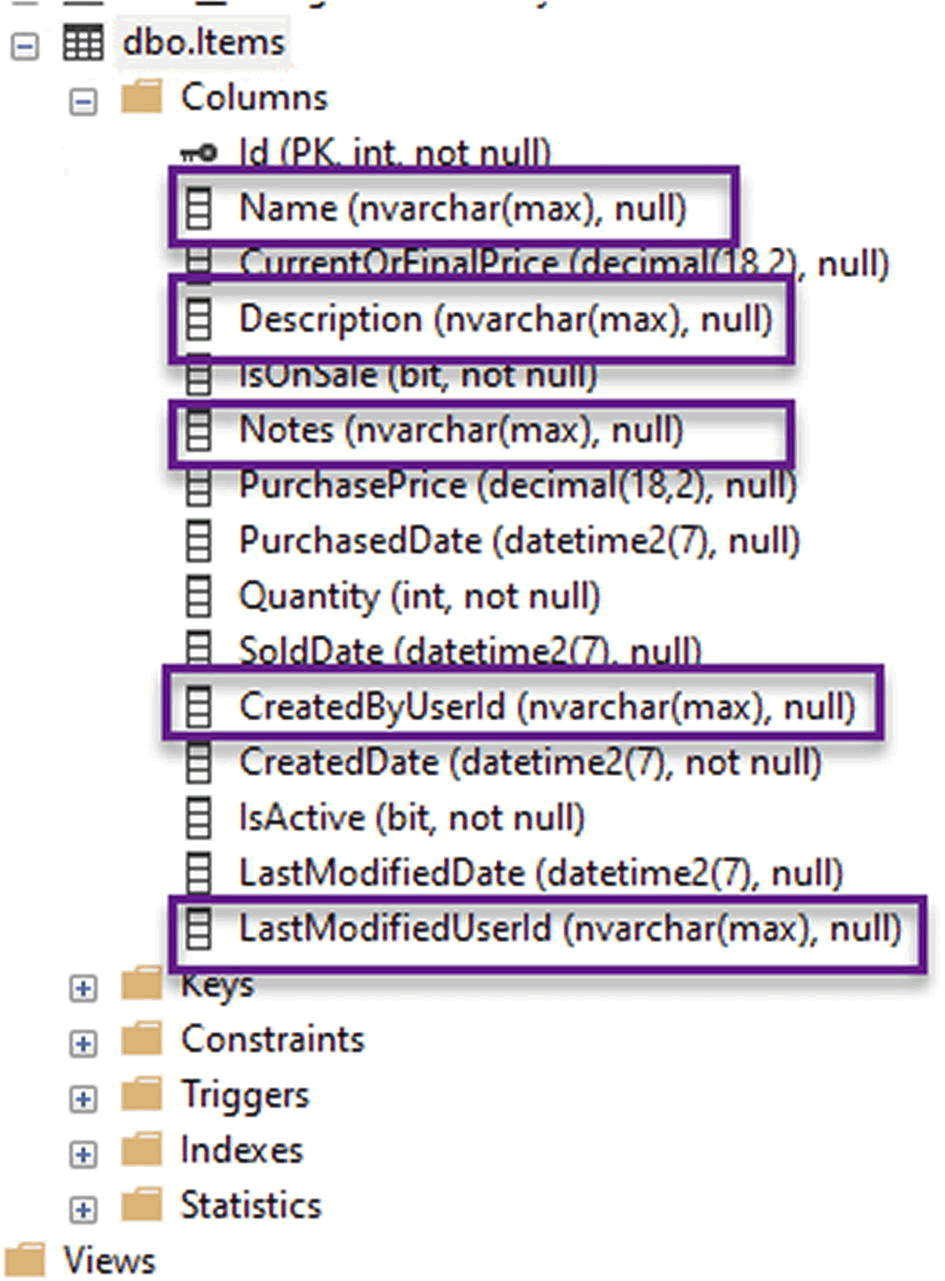 dbo.Items
Columns
Id (PK, int, not null)
Name (nvarchar(max), null)
CurrentOrFinalPrice (decimal(18,2), null)
Description (nvarchar(max), null)
IsOnSale (bit, not null)
Notes (nvarchar(max), null)
PurchasePrice (decimal(18,2), null)
PurchasedDate (datetime2(7), null)
Quantity (int, not null)
SoldDate (datetime2(7), null)
CreatedByUserId (nvarchar(max), null)
CreatedDate (datetime2(7), not null)
IsActive (bit, not null)
LastModifiedDate (datetime2(7), null)
LastModifiedUserId (nvarchar(max), null)
Keys
Constraints
Triggers
Indexes
Statistics
Views